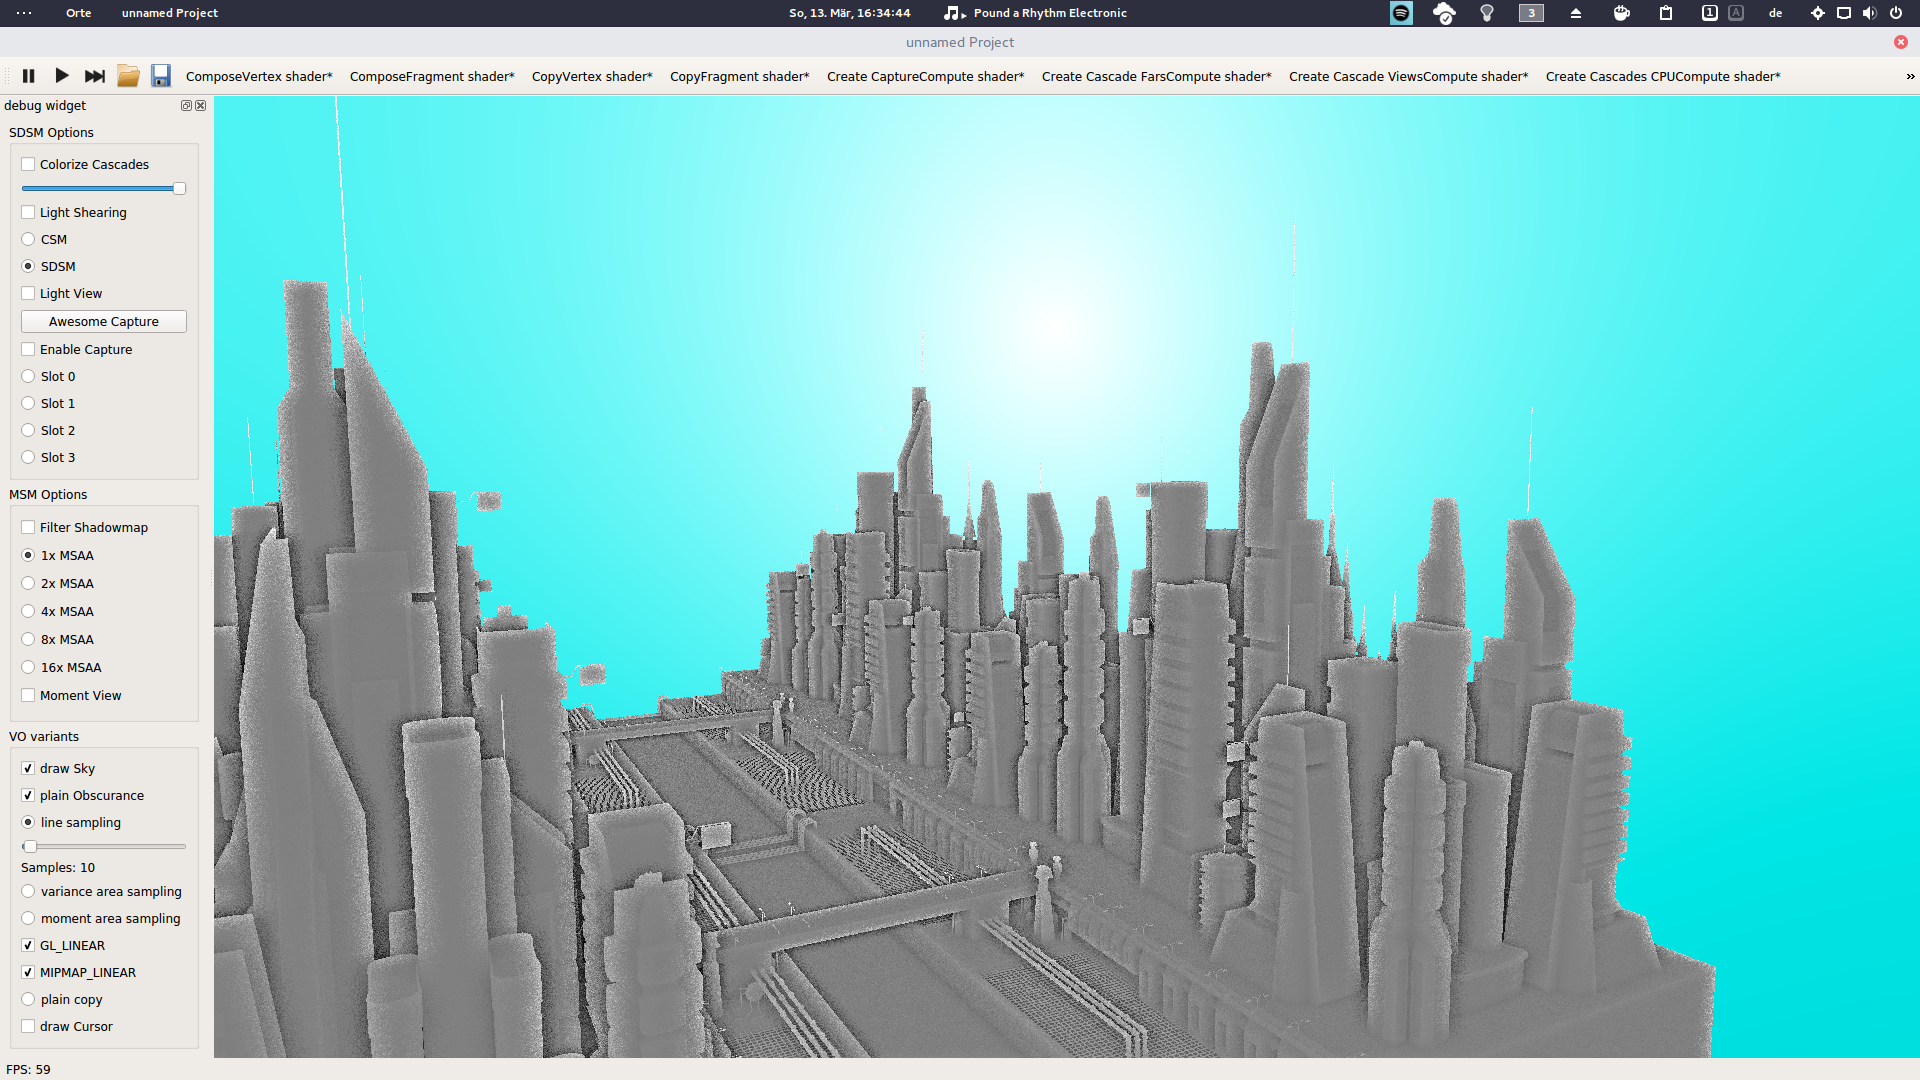 Orte unnamed Project So, 13. Mär, 16:34:44 Pound a Rhythm Electronic 3 1 A de
unnamed Project
ComposeVertex shader* ComposeFragment shader* CopyVertex shader* CopyFragment shader* Create CaptureCompute shader* Create Cascade FarsCompute shader* Create Cascade ViewsCompute shader* Create Cascades CPUCompute shader* »
debug widget
SDSM Options
Colorize Cascades
Light Shearing
CSM
SDSM
Light View
Awesome Capture
Enable Capture
Slot 0
Slot 1
Slot 2
Slot 3
MSM Options
Filter Shadowmap
1x MSAA
2x MSAA
4x MSAA
8x MSAA
16x MSAA
Moment View
VO variants
draw Sky
plain Obscurance
line sampling
Samples: 10
variance area sampling
moment area sampling
GL_LINEAR
MIPMAP_LINEAR
plain copy
draw Cursor
FPS: 59